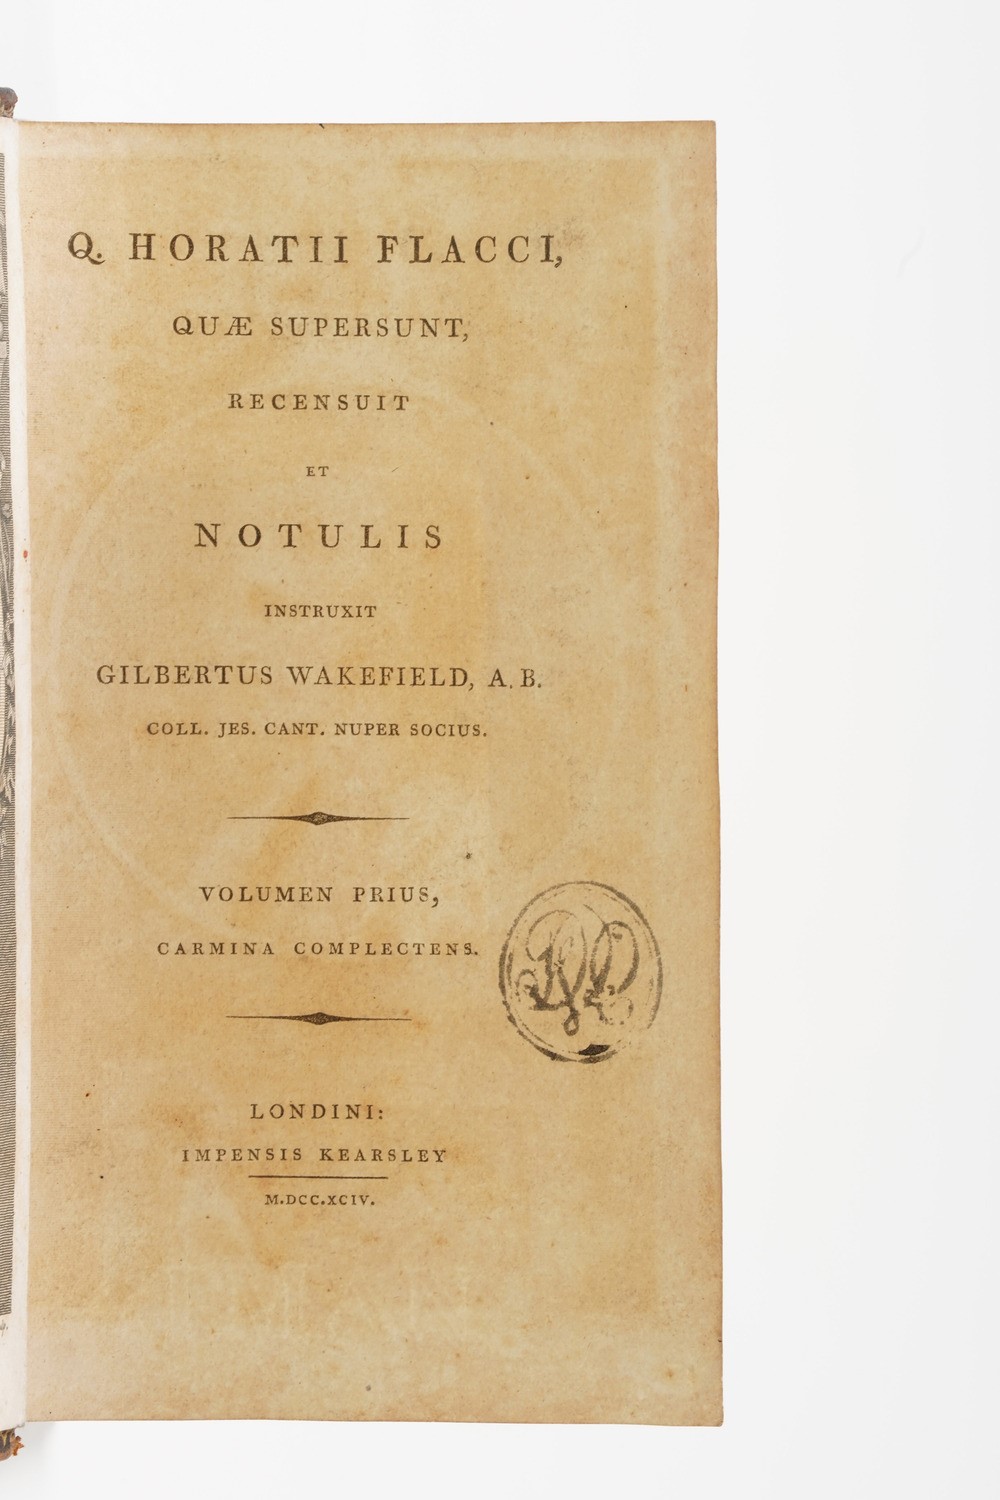 Q. HORATII FLACCI,
QUÆ SUPERSUNT,
RECENSUIT
ET
NOTULIS
INSTRUXIT
GILBERTUS WAKEFIELD, A. B.
COLL. JES. CANT. NUPER SOCIUS.
VOLUMEN PRIUS,
CARMINA COMPLECTENS.
LONDINI:
IMPENSIS KEARSLEY
M.DCC.XCIV.